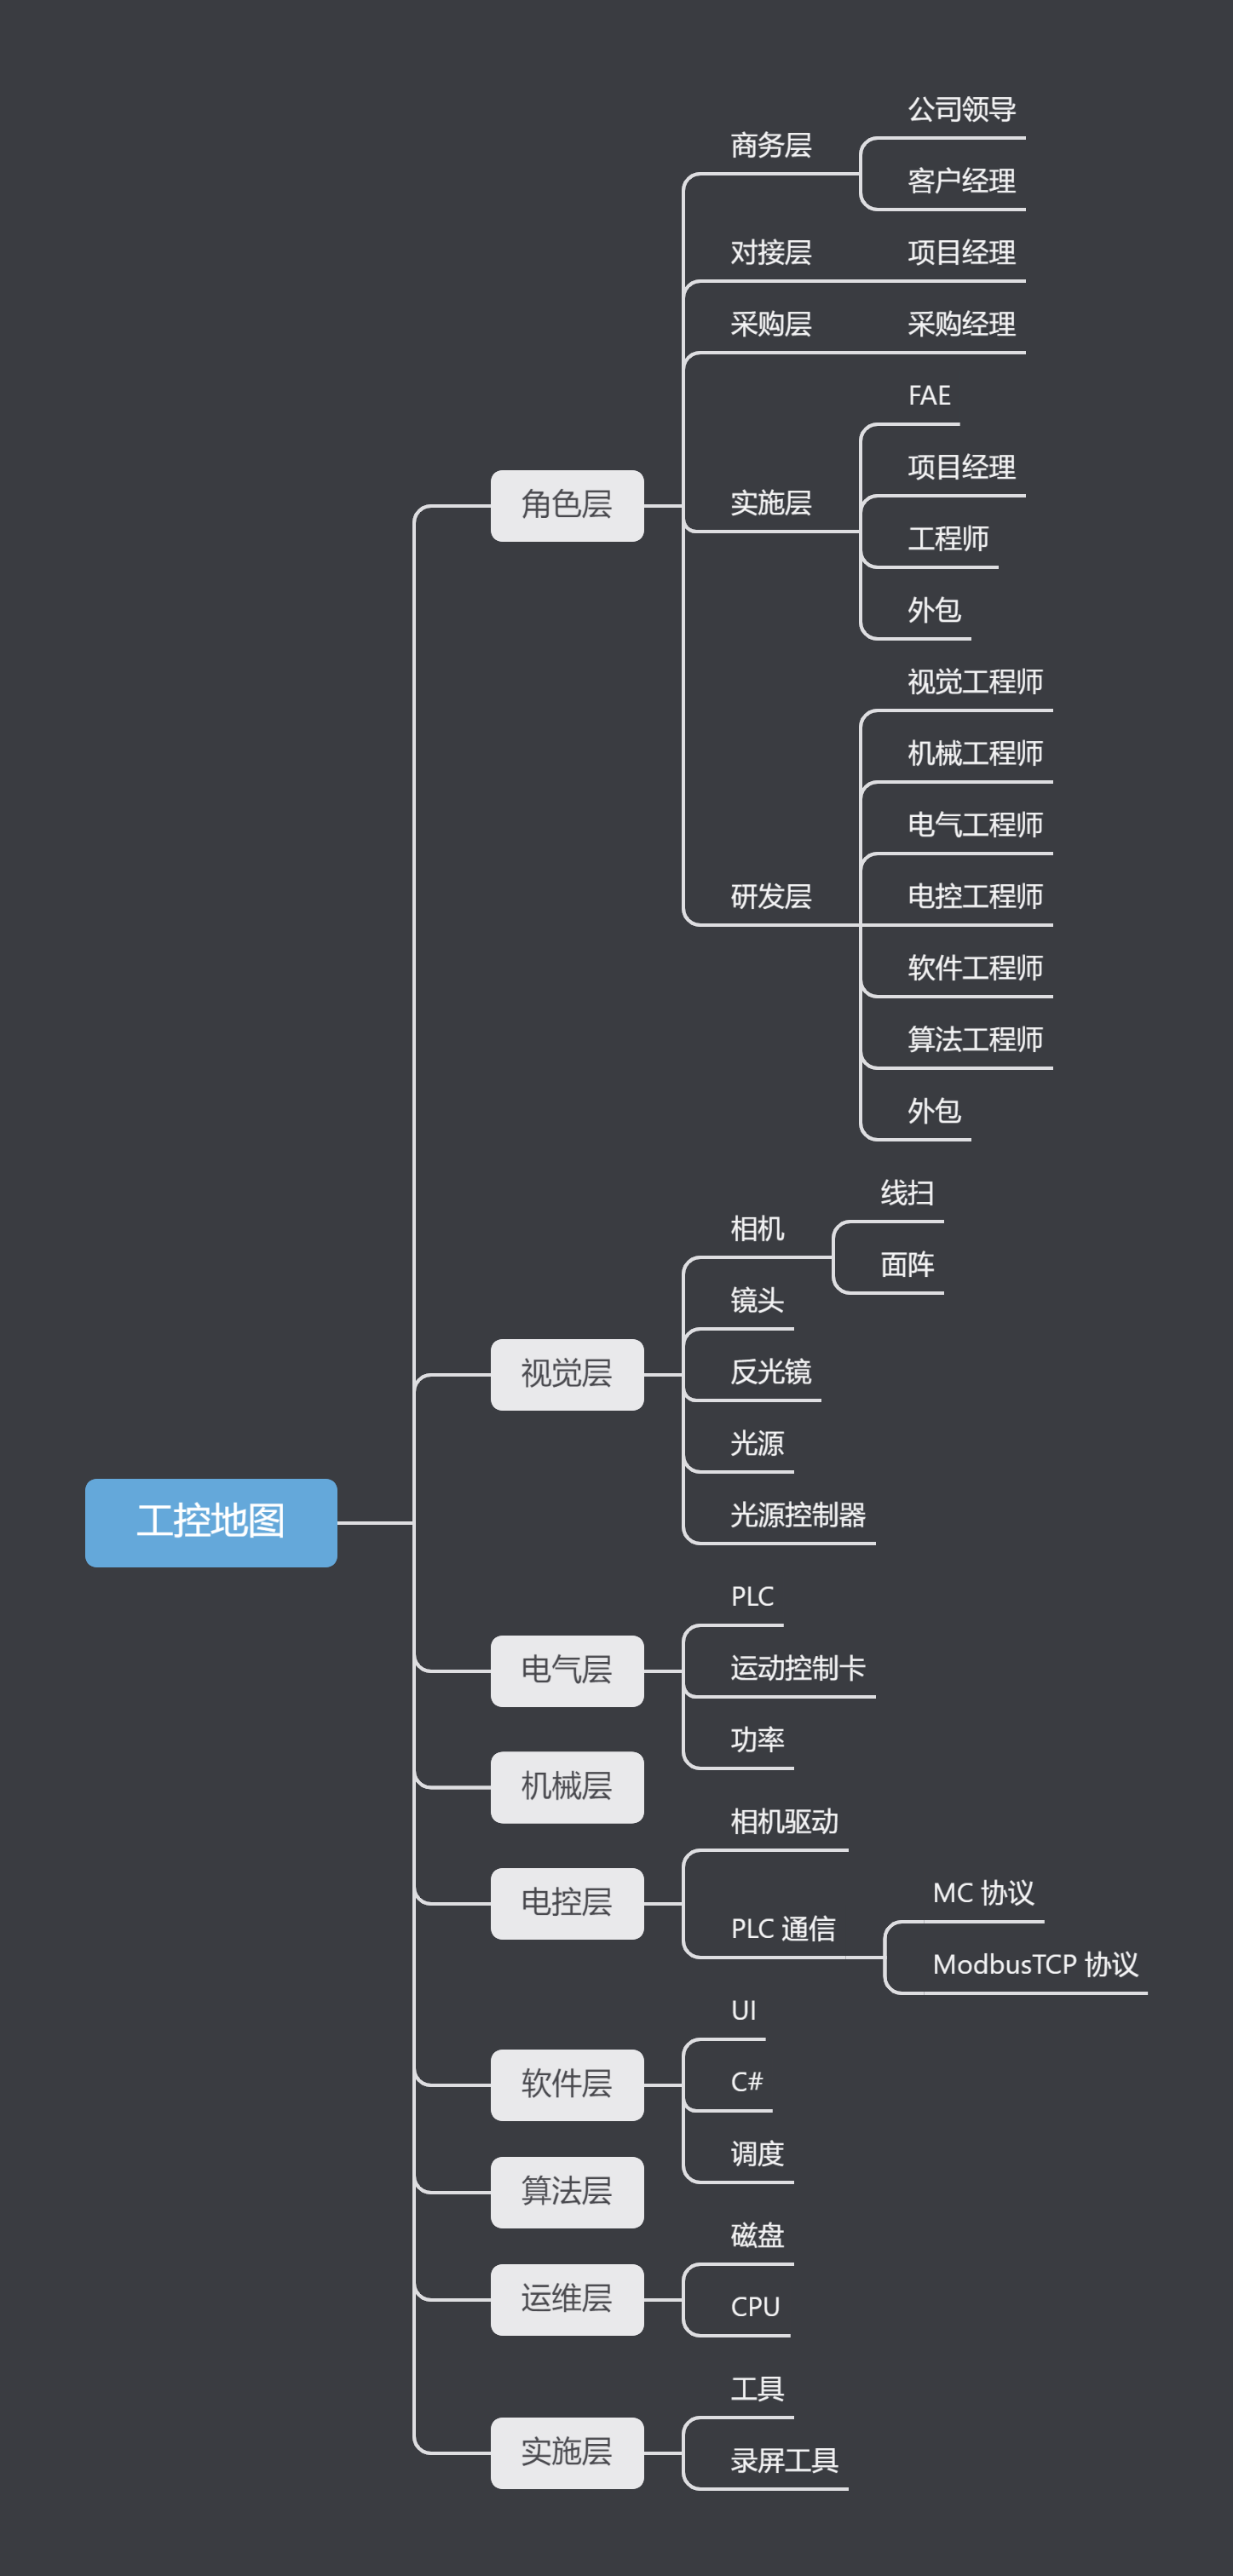 工控地图
角色层
商务层
公司领导
客户经理
对接层
项目经理
采购层
采购经理
实施层
FAE
项目经理
工程师
外包
研发层
视觉工程师
机械工程师
电气工程师
电控工程师
软件工程师
算法工程师
外包
视觉层
相机
线扫
面阵
镜头
反光镜
光源
光源控制器
电气层
PLC
运动控制卡
功率
机械层
电控层
相机驱动
PLC 通信
MC 协议
ModbusTCP 协议
软件层
UI
C#
调度
算法层
运维层
磁盘
CPU
实施层
工具
录屏工具